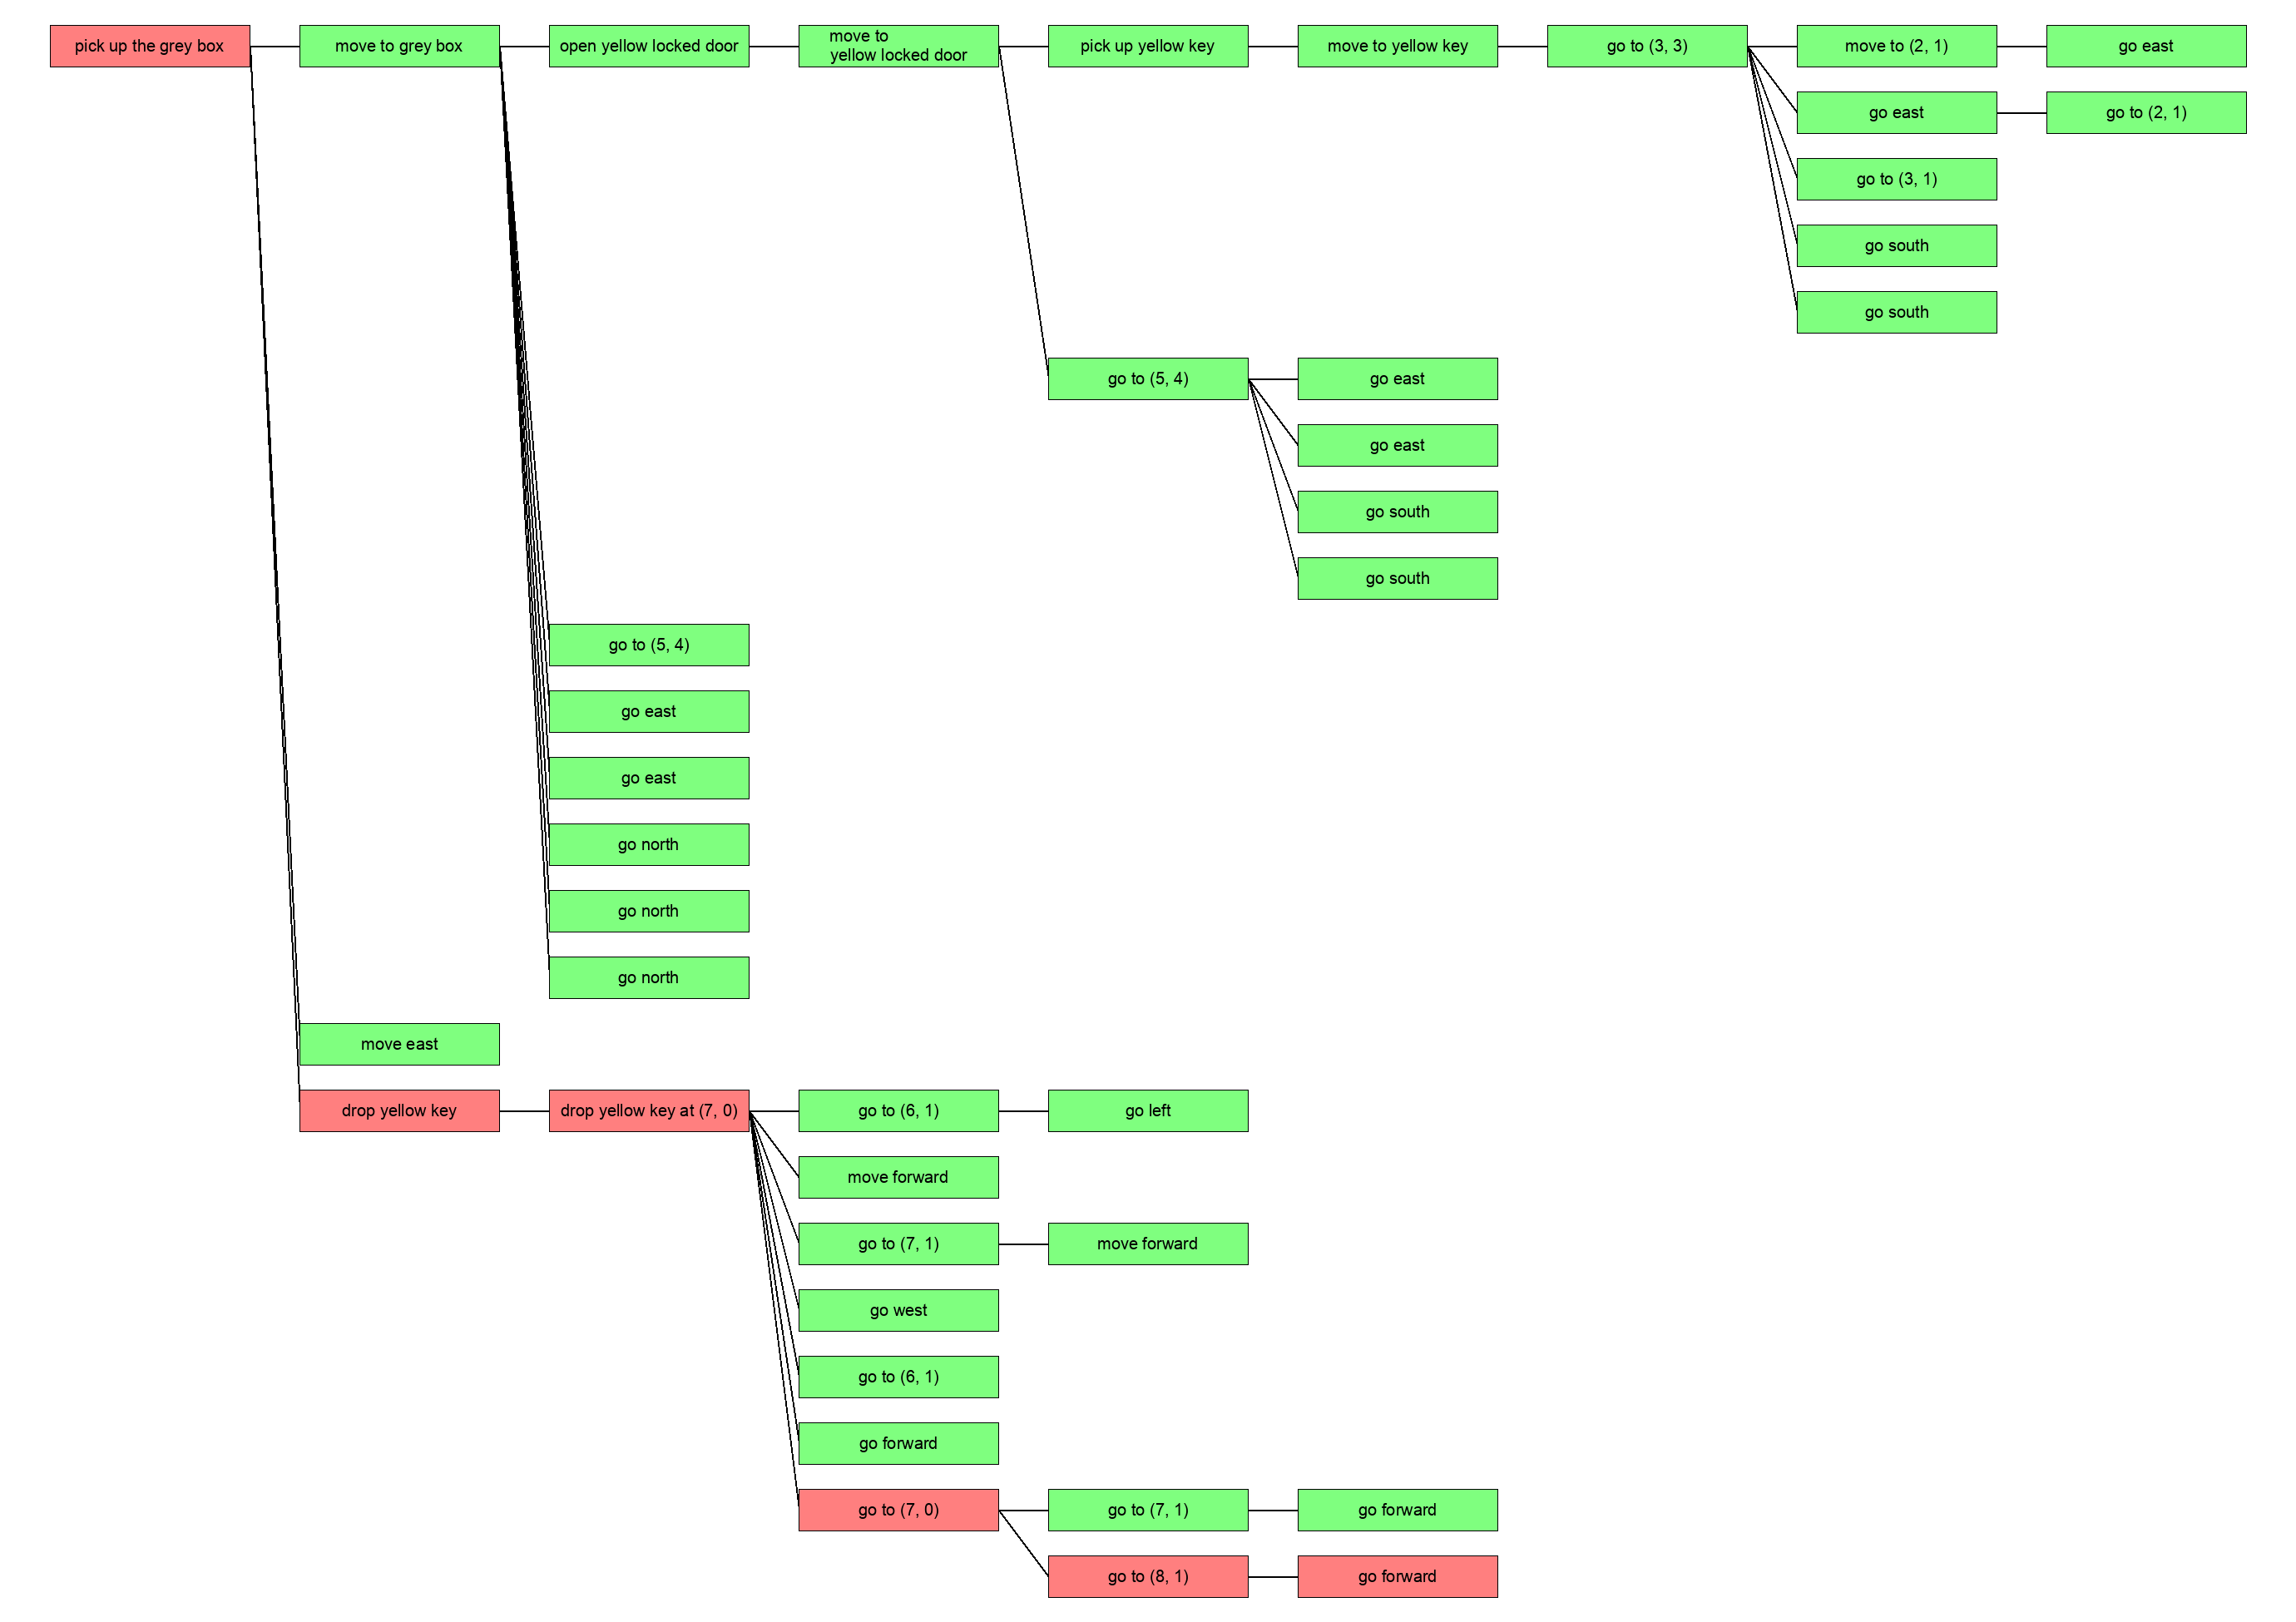 pick up the grey box
move to grey box
open yellow locked door
move to
yellow locked door
pick up yellow key
move to yellow key
go to (3, 3)
move to (2, 1)
go east
go east
go to (2, 1)
go to (3, 1)
go south
go south
go to (5, 4)
go east
go east
go south
go south
go to (5, 4)
go east
go east
go north
go north
go north
move east
drop yellow key
drop yellow key at (7, 0)
go to (6, 1)
go left
move forward
go to (7, 1)
move forward
go west
go to (6, 1)
go forward
go to (7, 0)
go to (7, 1)
go forward
go to (8, 1)
go forward